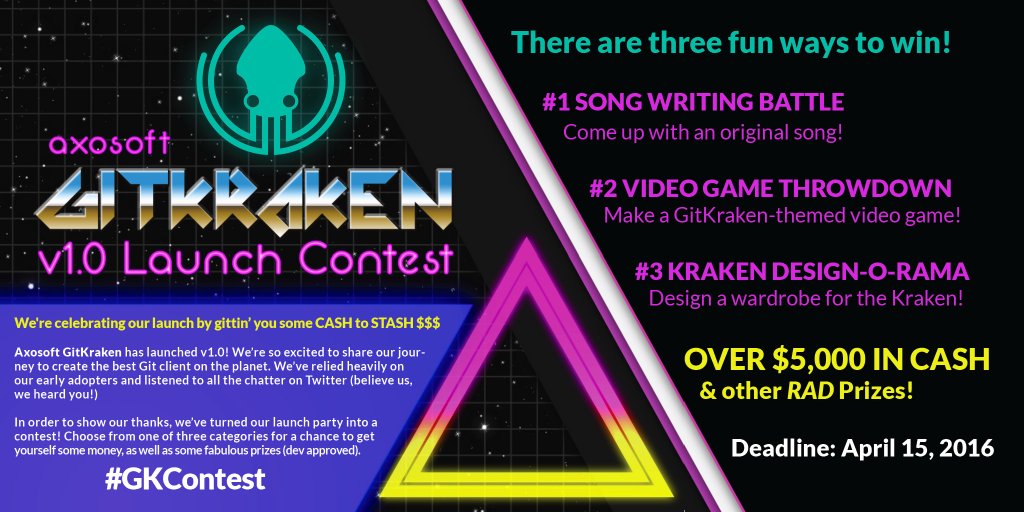 axosoft
GITKRAKEN
v1.0 Launch Contest
We're celebrating our launch by gittin' you some CASH to STASH $$$
Axosoft GitKraken has launched v1.0! We're so excited to share our jour-
ney to create the best Git client on the planet. We've relied heavily on
our early adopters and listened to all the chatter on Twitter (believe us,
we heard you!)
In order to show our thanks, we've turned our launch party into a
contest! Choose from one of three categories for a chance to get
yourself some money, as well as some fabulous prizes (dev approved).
#GKContest
There are three fun ways to win!
#1 SONG WRITING BATTLE
Come up with an original song!
#2 VIDEO GAME THROWDOWN
Make a GitKraken-themed video game!
#3 KRAKEN DESIGN-O-RAMA
Design a wardrobe for the Kraken!
OVER $5,000 IN CASH
& other RAD Prizes!
Deadline: April 15, 2016